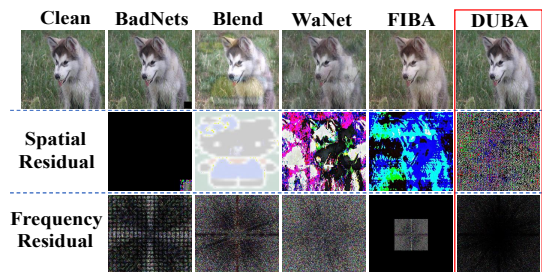 Clean BadNets Blend WaNet FIBA DUBA
Spatial
Residual
Frequency
Residual